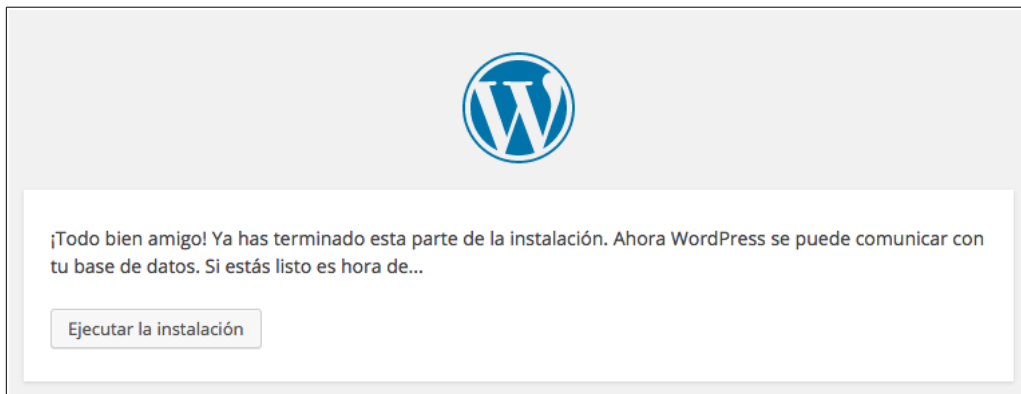 ¡Todo bien amigo! Ya has terminado esta parte de la instalación. Ahora WordPress se puede comunicar con
tu base de datos. Si estás listo es hora de...
Ejecutar la instalación